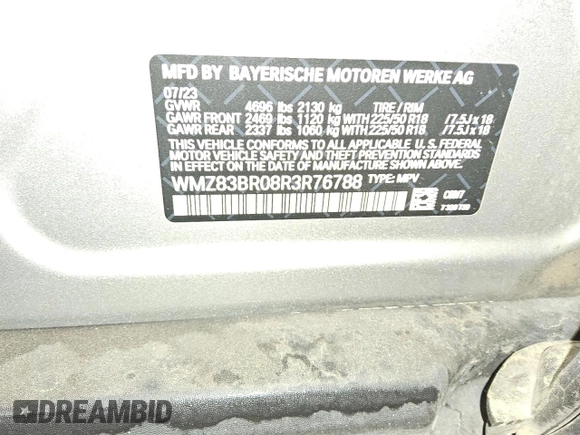 MFD BY BAYERISCHE MOTOREN WERKE AG
07/23
GVWR 4696 lbs 2130 kg TIRE / RIM
GAWR FRONT 2469 lbs 1120 kg WITH 225/50 R18 /7.5J x 18
GAWR REAR 2337 lbs 1060 kg WITH 225/50 R18 /7.5J x 18
THIS VEHICLE CONFORMS TO ALL APPLICABLE U. S. FEDERAL
MOTOR VEHICLE SAFETY AND THEFT PREVENTION STANDARDS
IN EFFECT ON THE DATE OF MANUFACTURE SHOWN ABOVE.
WMZ83BR08R3R76788 TYPE: MPV
DREAMBID